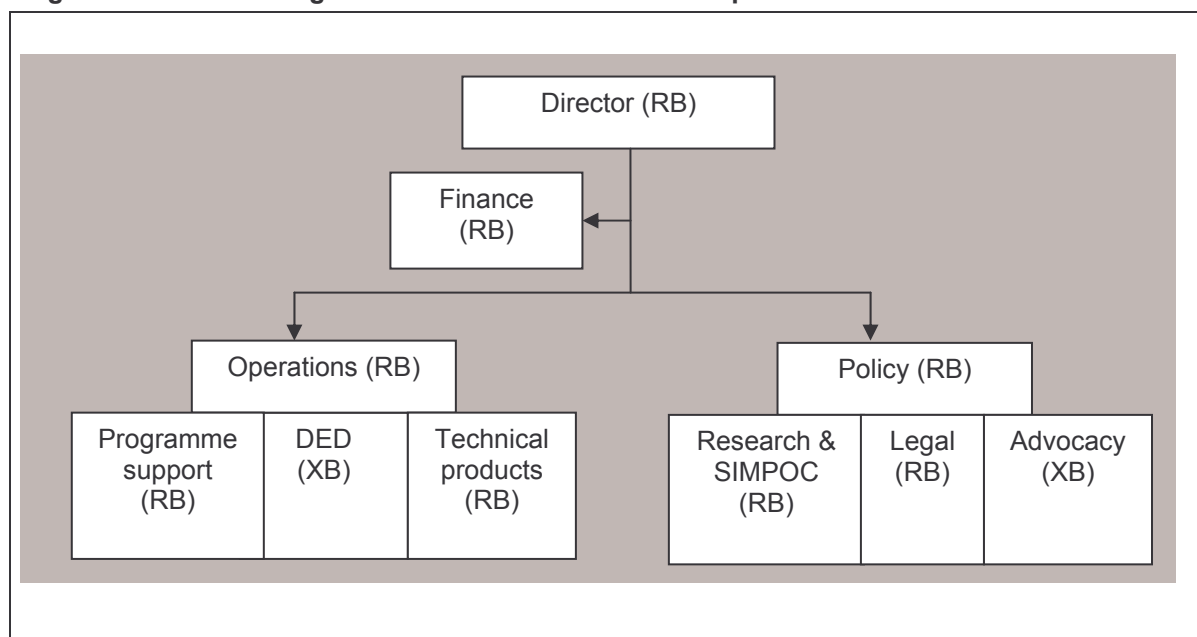 Director (RB)
Finance
(RB)
Operations (RB)
Programme
support
(RB)
DED
(XB)
Technical
products
(RB)
Policy (RB)
Research &
SIMPOC
(RB)
Legal
(RB)
Advocacy
(XB)